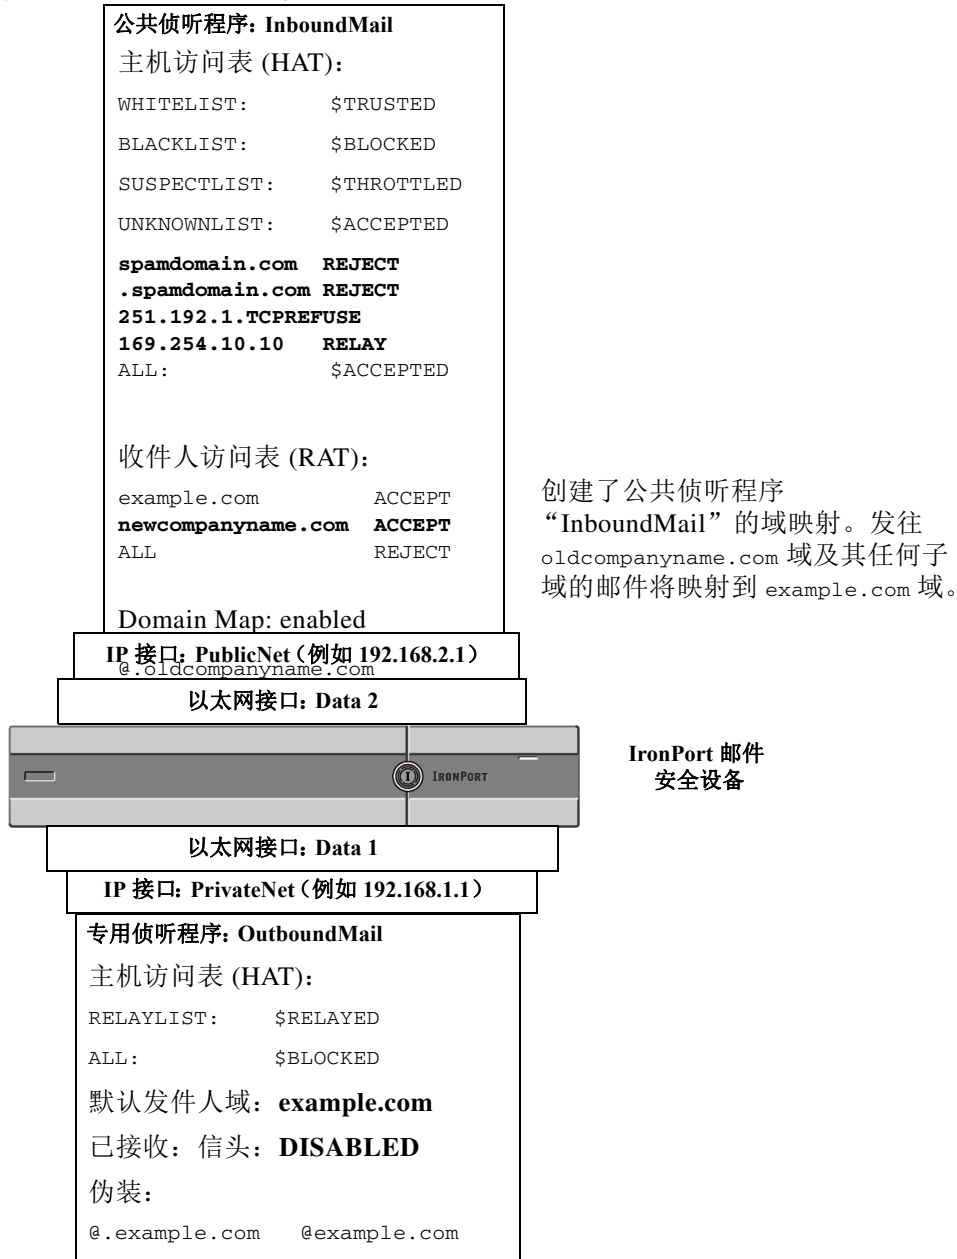 公共侦听程序: InboundMail
主机访问表 (HAT)：
WHITELIST: $TRUSTED
BLACKLIST: $BLOCKED
SUSPECTLIST: $THROTTLED
UNKNOWNLIST: $ACCEPTED
spamdomain.com REJECT
.spamdomain.com REJECT
251.192.1.TCPREFUSE
169.254.10.10 RELAY
ALL: $ACCEPTED
收件人访问表 (RAT)：
example.com ACCEPT
newcompanyname.com ACCEPT
ALL REJECT
Domain Map: enabled
创建了公共侦听程序
“InboundMail”的域映射。发往
oldcompanyname.com 域及其任何子
域的邮件将映射到 example.com 域。
IP 接口: PublicNet（例如 192.168.2.1）
@.oldcompanyname.com
以太网接口: Data 2
IRONPORT
IronPort 邮件
安全设备
以太网接口: Data 1
IP 接口: PrivateNet（例如 192.168.1.1）
专用侦听程序: OutboundMail
主机访问表 (HAT)：
RELAYLIST: $RELAYED
ALL: $BLOCKED
默认发件人域：example.com
已接收：信头：DISABLED
伪装：
@.example.com @example.com